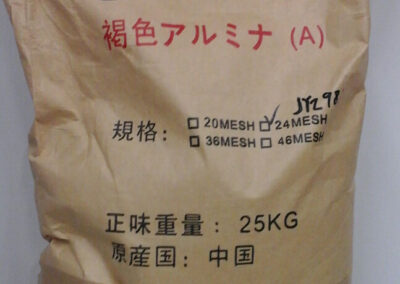 褐色アルミナ (A)
JYZ98
規格: □20MESH ☑24MESH
□36MESH □46MESH
正味重量: 25KG
原産国: 中国